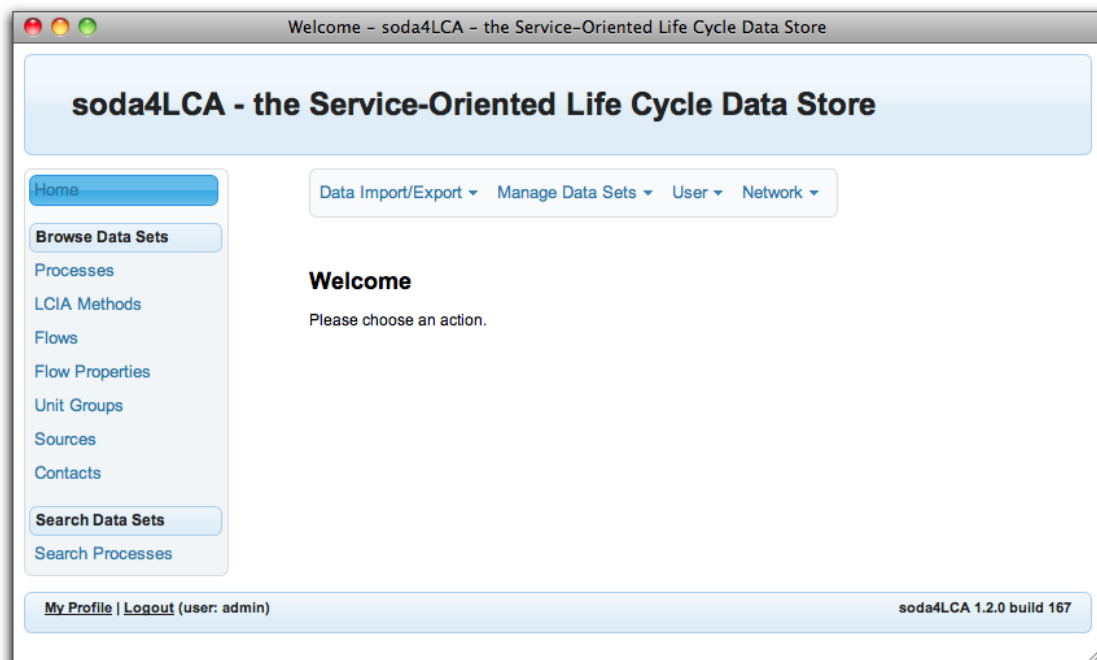 Welcome – soda4LCA – the Service-Oriented Life Cycle Data Store
soda4LCA - the Service-Oriented Life Cycle Data Store
Home
Data Import/Export Manage Data Sets User Network
Browse Data Sets
Processes
LCIA Methods
Flows
Flow Properties
Unit Groups
Sources
Contacts
Search Data Sets
Search Processes
Welcome
Please choose an action.
My Profile | Logout (user: admin)
soda4LCA 1.2.0 build 167